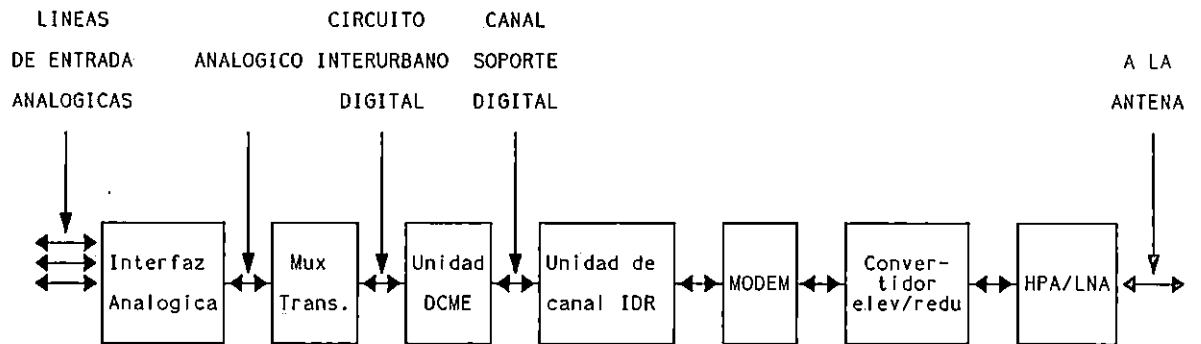 LINEAS
DE ENTRADA
ANALOGICAS
ANALOGICO
CIRCUITO
INTERURBANO
DIGITAL
CANAL
SOPORTE
DIGITAL
A LA
ANTENA
Interfaz
Analogica
Mux
Trans.
Unidad
DCME
Unidad de
canal IDR
MODEM
Conver-
tidor
elev/redu
HPA/LNA